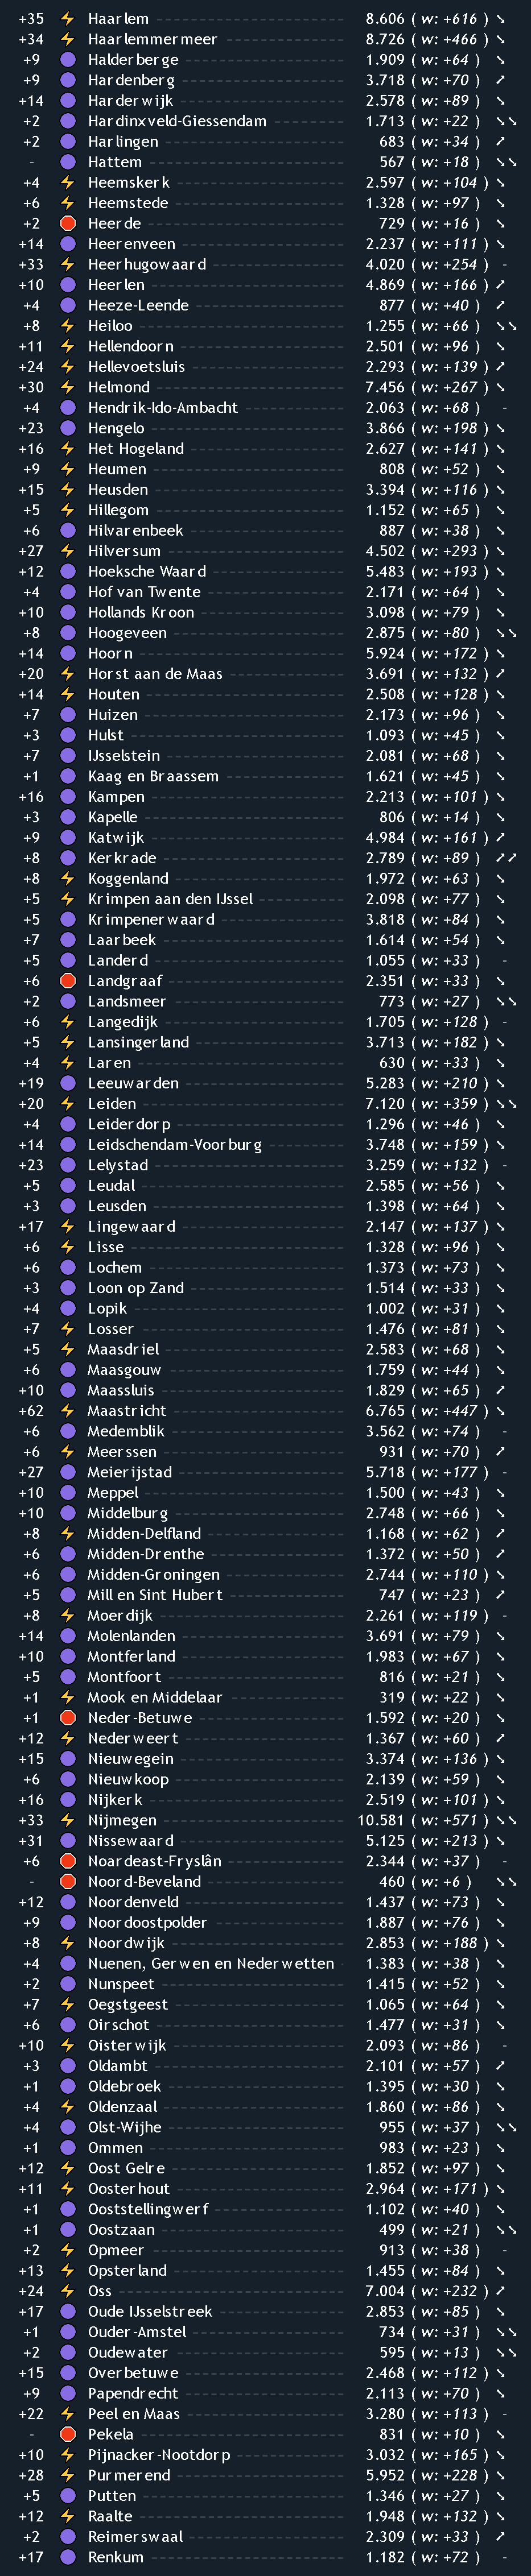 +35 Haarlem 8.606 ( w: +616 ) ➘
+34 Haarlemmermeer 8.726 ( w: +466 ) ➘
+9 Halderberge 1.909 ( w: +64 ) ➘
+9 Hardenberg 3.718 ( w: +70 ) ➚
+14 Harderwijk 2.578 ( w: +89 ) ➘
+2 Hardinxveld-Giessendam 1.713 ( w: +22 ) ➘➘
+2 Harlingen 683 ( w: +34 ) ➚
- Hattem 567 ( w: +18 ) ➘➘
+4 Heemskerk 2.597 ( w: +104 ) ➘
+6 Heemstede 1.328 ( w: +97 ) ➘
+2 Heerde 729 ( w: +16 ) ➘
+14 Heerenveen 2.237 ( w: +111 ) ➘
+33 Heerhugowaard 4.020 ( w: +254 ) -
+10 Heerlen 4.869 ( w: +166 ) ➚
+4 Heeze-Leende 877 ( w: +40 ) ➚
+8 Heiloo 1.255 ( w: +66 ) ➘➘
+11 Hellendoorn 2.501 ( w: +96 ) ➘
+24 Hellevoetsluis 2.293 ( w: +139 ) ➚
+30 Helmond 7.456 ( w: +267 ) ➘
+4 Hendrik-Ido-Ambacht 2.063 ( w: +68 ) -
+23 Hengelo 3.866 ( w: +198 ) ➘
+16 Het Hogeland 2.627 ( w: +141 ) ➘
+9 Heumen 808 ( w: +52 ) ➘
+15 Heusden 3.394 ( w: +116 ) ➘
+5 Hillegom 1.152 ( w: +65 ) ➘
+6 Hilvarenbeek 887 ( w: +38 ) ➘
+27 Hilversum 4.502 ( w: +293 ) ➘
+12 Hoeksche Waard 5.483 ( w: +193 ) ➘
+4 Hof van Twente 2.171 ( w: +64 ) ➘
+10 Hollands Kroon 3.098 ( w: +79 ) ➘
+8 Hoogeveen 2.875 ( w: +80 ) ➘➘
+14 Hoorn 5.924 ( w: +172 ) ➘
+20 Horst aan de Maas 3.691 ( w: +132 ) ➚
+14 Houten 2.508 ( w: +128 ) ➘
+7 Huizen 2.173 ( w: +96 ) ➘
+3 Hulst 1.093 ( w: +45 ) ➘
+7 IJsselstein 2.081 ( w: +68 ) ➘
+1 Kaag en Braassem 1.621 ( w: +45 ) ➘
+16 Kampen 2.213 ( w: +101 ) ➘
+3 Kapelle 806 ( w: +14 ) ➘
+9 Katwijk 4.984 ( w: +161 ) ➚
+8 Kerkrade 2.789 ( w: +89 ) ➚➚
+8 Koggenland 1.972 ( w: +63 ) ➘
+5 Krimpen aan den IJssel 2.098 ( w: +77 ) ➘
+5 Krimpenerwaard 3.818 ( w: +84 ) ➘
+7 Laarbeek 1.614 ( w: +54 ) ➘
+5 Landerd 1.055 ( w: +33 ) -
+6 Landgraaf 2.351 ( w: +33 ) ➘
+2 Landsmeer 773 ( w: +27 ) ➘➘
+6 Langedijk 1.705 ( w: +128 ) -
+5 Lansingerland 3.713 ( w: +182 ) ➘
+4 Laren 630 ( w: +33 ) ➘
+19 Leeuwarden 5.283 ( w: +210 ) ➘
+20 Leiden 7.120 ( w: +359 ) ➘➘
+4 Leiderdorp 1.296 ( w: +46 ) ➘
+14 Leidschendam-Voorburg 3.748 ( w: +159 ) ➘
+23 Lelystad 3.259 ( w: +132 ) -
+5 Leudal 2.585 ( w: +56 ) ➘
+3 Leusden 1.398 ( w: +64 ) ➘
+17 Lingewaard 2.147 ( w: +137 ) ➘
+6 Lisse 1.328 ( w: +96 ) ➘
+6 Lochem 1.373 ( w: +73 ) ➘
+3 Loon op Zand 1.514 ( w: +33 ) ➘
+4 Lopik 1.002 ( w: +31 ) ➘
+7 Losser 1.476 ( w: +81 ) ➘
+5 Maasdriel 2.583 ( w: +68 ) ➘
+6 Maasgouw 1.759 ( w: +44 ) ➘
+10 Maassluis 1.829 ( w: +65 ) ➚
+62 Maastricht 6.765 ( w: +447 ) ➘
+6 Medemblik 3.562 ( w: +74 ) -
+6 Meerssen 931 ( w: +70 ) ➚
+27 Meierijstad 5.718 ( w: +177 ) -
+10 Meppel 1.500 ( w: +43 ) ➘
+10 Middelburg 2.748 ( w: +66 ) ➘
+8 Midden-Delfland 1.168 ( w: +62 ) ➚
+6 Midden-Drenthe 1.372 ( w: +50 ) ➚
+6 Midden-Groningen 2.744 ( w: +110 ) ➘
+5 Mill en Sint Hubert 747 ( w: +23 ) ➚
+8 Moerdijk 2.261 ( w: +119 ) -
+14 Molenlanden 3.691 ( w: +79 ) ➘
+10 Montferland 1.983 ( w: +67 ) ➘
+5 Montfoort 816 ( w: +21 ) ➘
+1 Mook en Middelaar 319 ( w: +22 ) ➘
+1 Neder-Betuwe 1.592 ( w: +20 ) ➘
+12 Nederweert 1.367 ( w: +60 ) ➚
+15 Nieuwegein 3.374 ( w: +136 ) ➘
+6 Nieuwkoop 2.139 ( w: +59 ) ➘
+16 Nijkerk 2.519 ( w: +101 ) ➘
+33 Nijmegen 10.581 ( w: +571 ) ➘➘
+31 Nissewaard 5.125 ( w: +213 ) ➘
+6 Noardeast-Fryslân 2.344 ( w: +37 )
- Noord-Beveland 460 ( w: +6 ) ➘➘
+12 Noordenveld 1.437 ( w: +73 ) ➘
+9 Noordoostpolder 1.887 ( w: +76 ) ➘
+8 Noordwijk 2.853 ( w: +188 ) ➘
+4 Nuenen, Gerwen en Nederwetten 1.383 ( w: +38 ) ➘
+2 Nunspeet 1.415 ( w: +52 ) ➘
+7 Oegstgeest 1.065 ( w: +64 ) ➘
+6 Oirschot 1.477 ( w: +31 ) ➘
+10 Oisterwijk 2.093 ( w: +86 ) -
+3 Oldambt 2.101 ( w: +57 ) ➚
+1 Oldebroek 1.395 ( w: +30 ) ➘
+4 Oldenzaal 1.860 ( w: +86 ) ➘
+4 Olst-Wijhe 955 ( w: +37 ) ➘➘
+1 Ommen 983 ( w: +23 ) ➘
+12 Oost Gelre 1.852 ( w: +97 ) ➘
+11 Oosterhout 2.964 ( w: +171 ) ➘
+1 Ooststellingwerf 1.102 ( w: +40 ) ➘
+1 Oostzaan 499 ( w: +21 ) ➘➘
+2 Opmeer 913 ( w: +38 ) -
+13 Opsterland 1.455 ( w: +84 ) ➘
+24 Oss 7.004 ( w: +232 ) ➚
+17 Oude IJsselstreek 2.853 ( w: +85 ) ➘
+1 Ouder-Amstel 734 ( w: +31 ) ➘➘
+2 Oudewater 595 ( w: +13 ) ➘➘
+15 Overbetuwe 2.468 ( w: +112 ) ➘
+9 Papendrecht 2.113 ( w: +70 ) ➘
+22 Peel en Maas 3.280 ( w: +113 ) -
- Pekela 831 ( w: +10 ) ➘
+10 Pijnacker-Nootdorp 3.032 ( w: +165 ) ➘
+28 Purmerend 5.952 ( w: +228 ) ➘
+5 Putten 1.346 ( w: +27 ) ➘
+12 Raalte 1.948 ( w: +132 ) ➘
+2 Reimerswaal 2.309 ( w: +33 ) ➚
+17 Renkum 1.182 ( w: +72 ) -